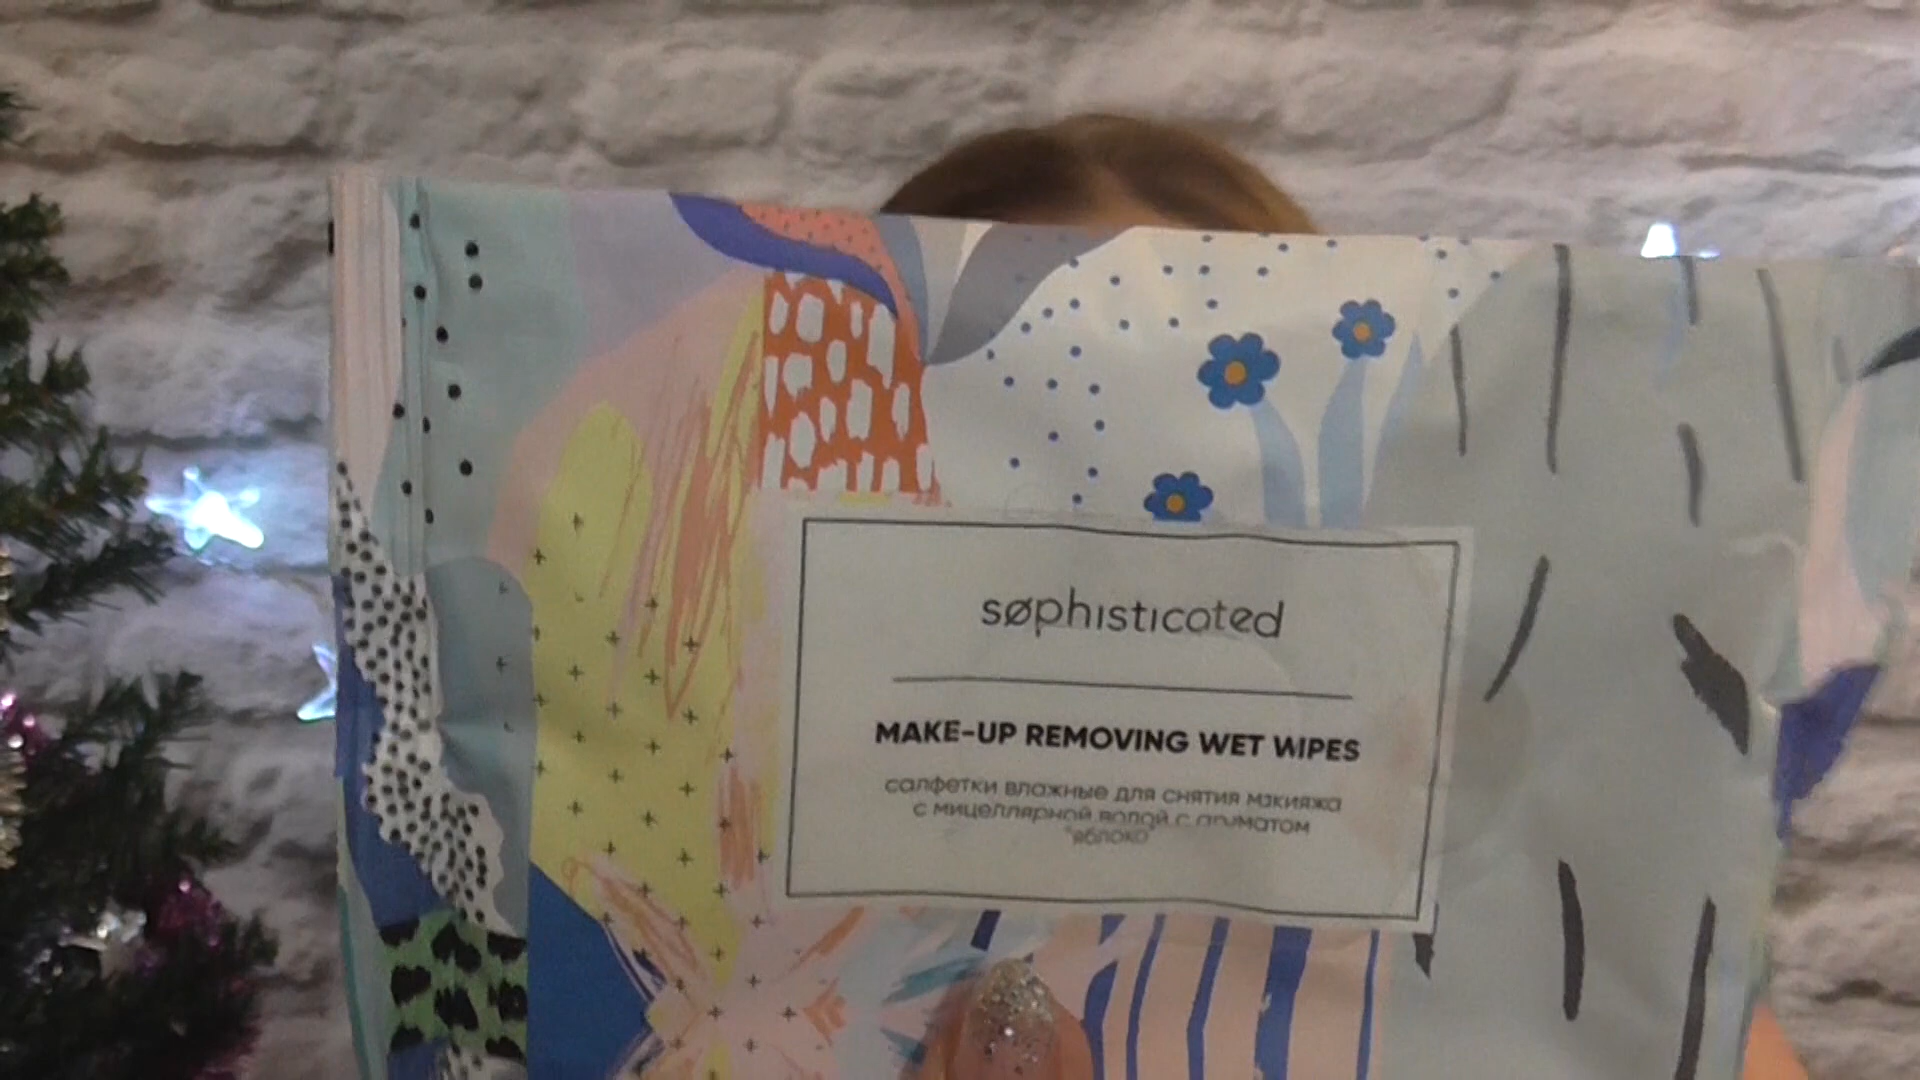 søphisticated
MAKE-UP REMOVING WET WIPES
салфетки влажные для снятия макияжа
с мицеллярной водой с ароматом
"яблоко"